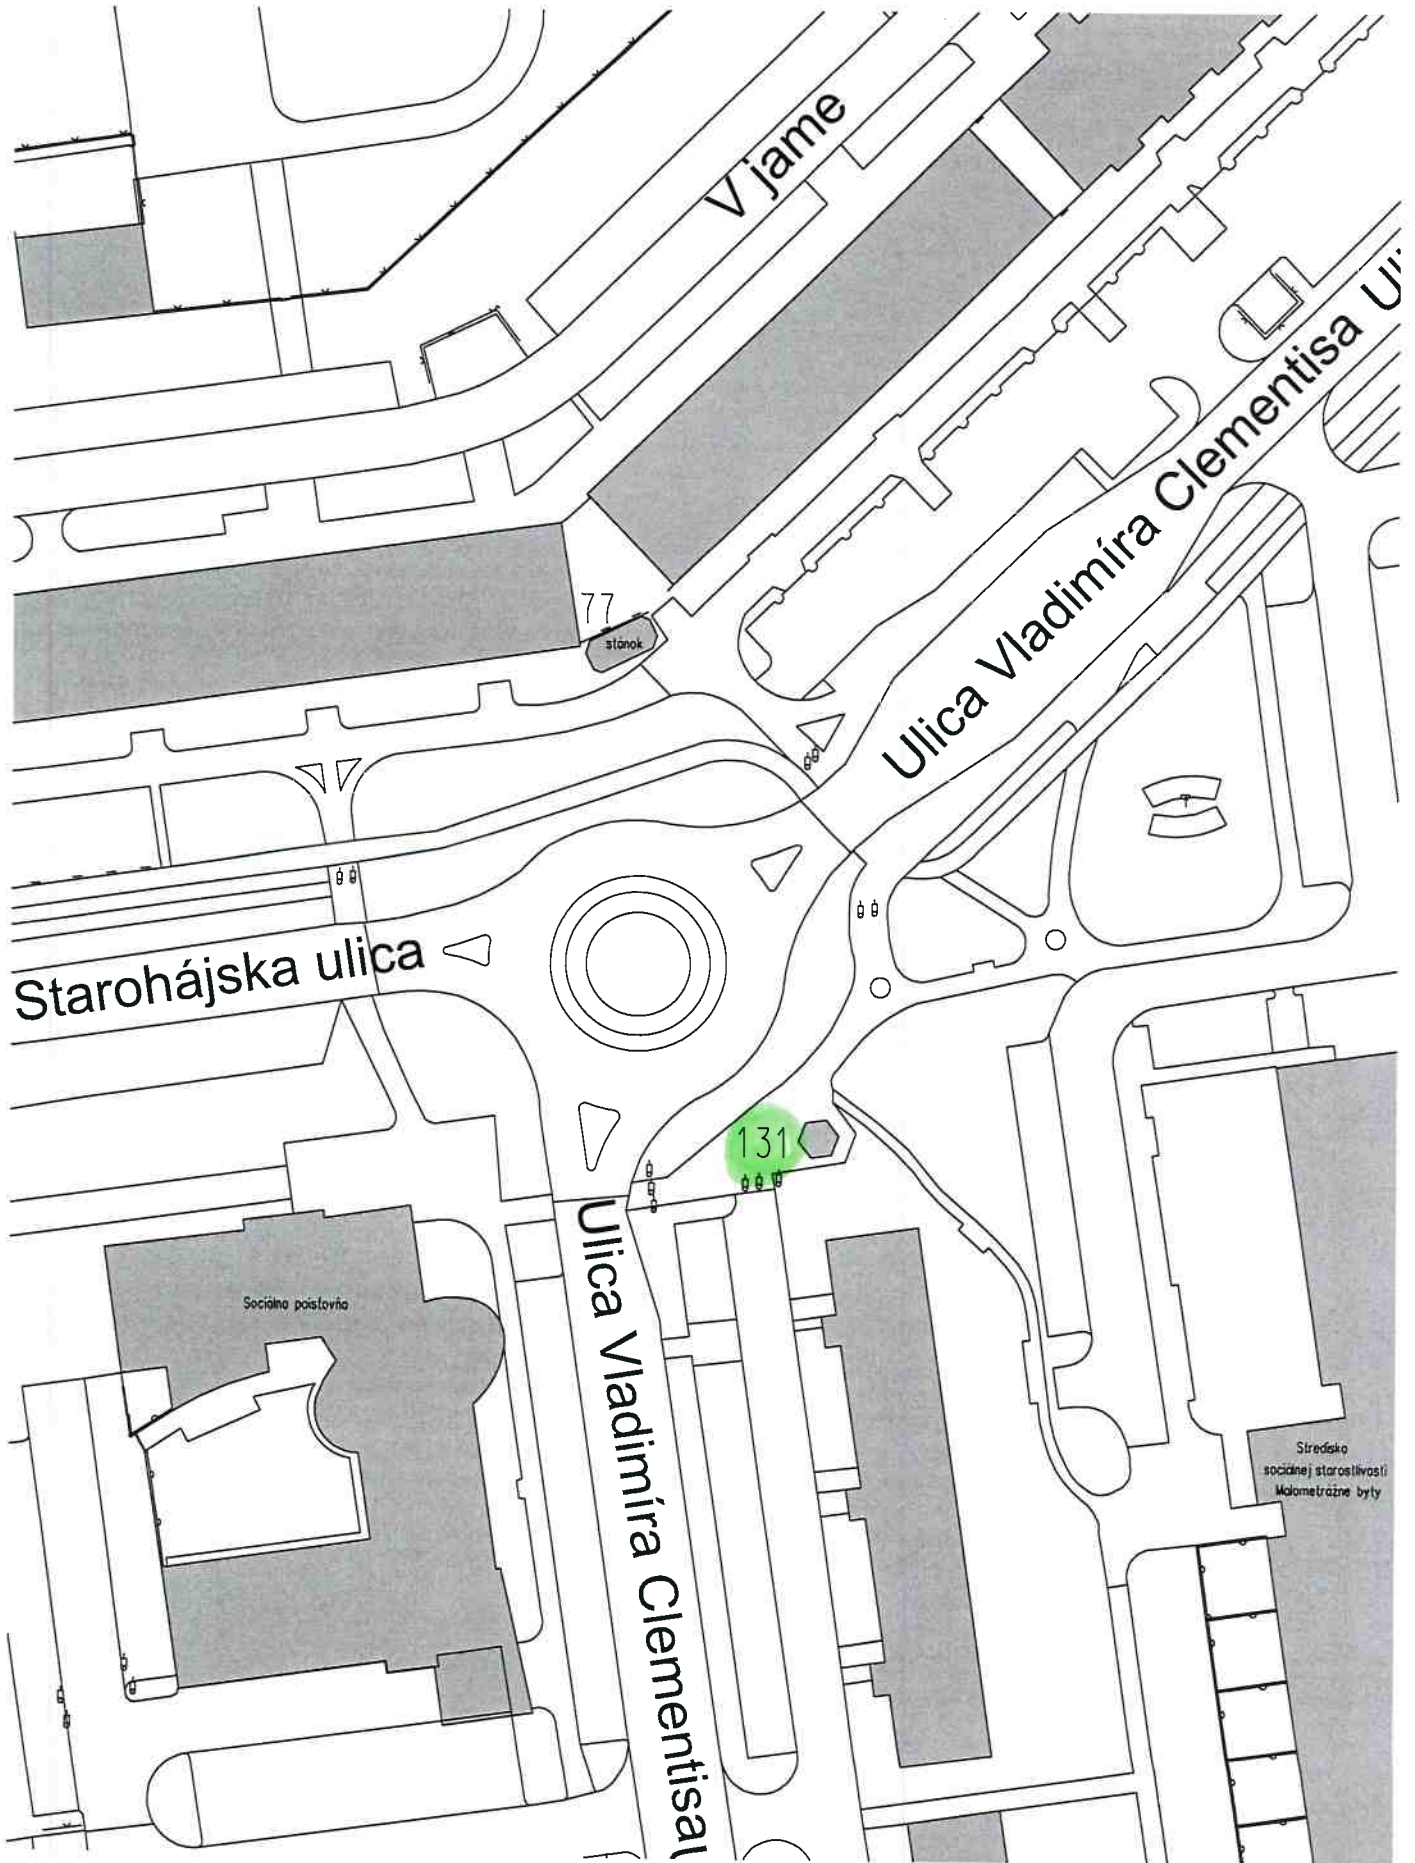 V jame
Ulica Vladimíra Clementisa Uli
77
stánok
Starohájska ulica
131
Ulica Vladimíra Clementisa
Sociálna poisťovňa
Stredisko
sociálnej starostlivosti
Malometrážne byty